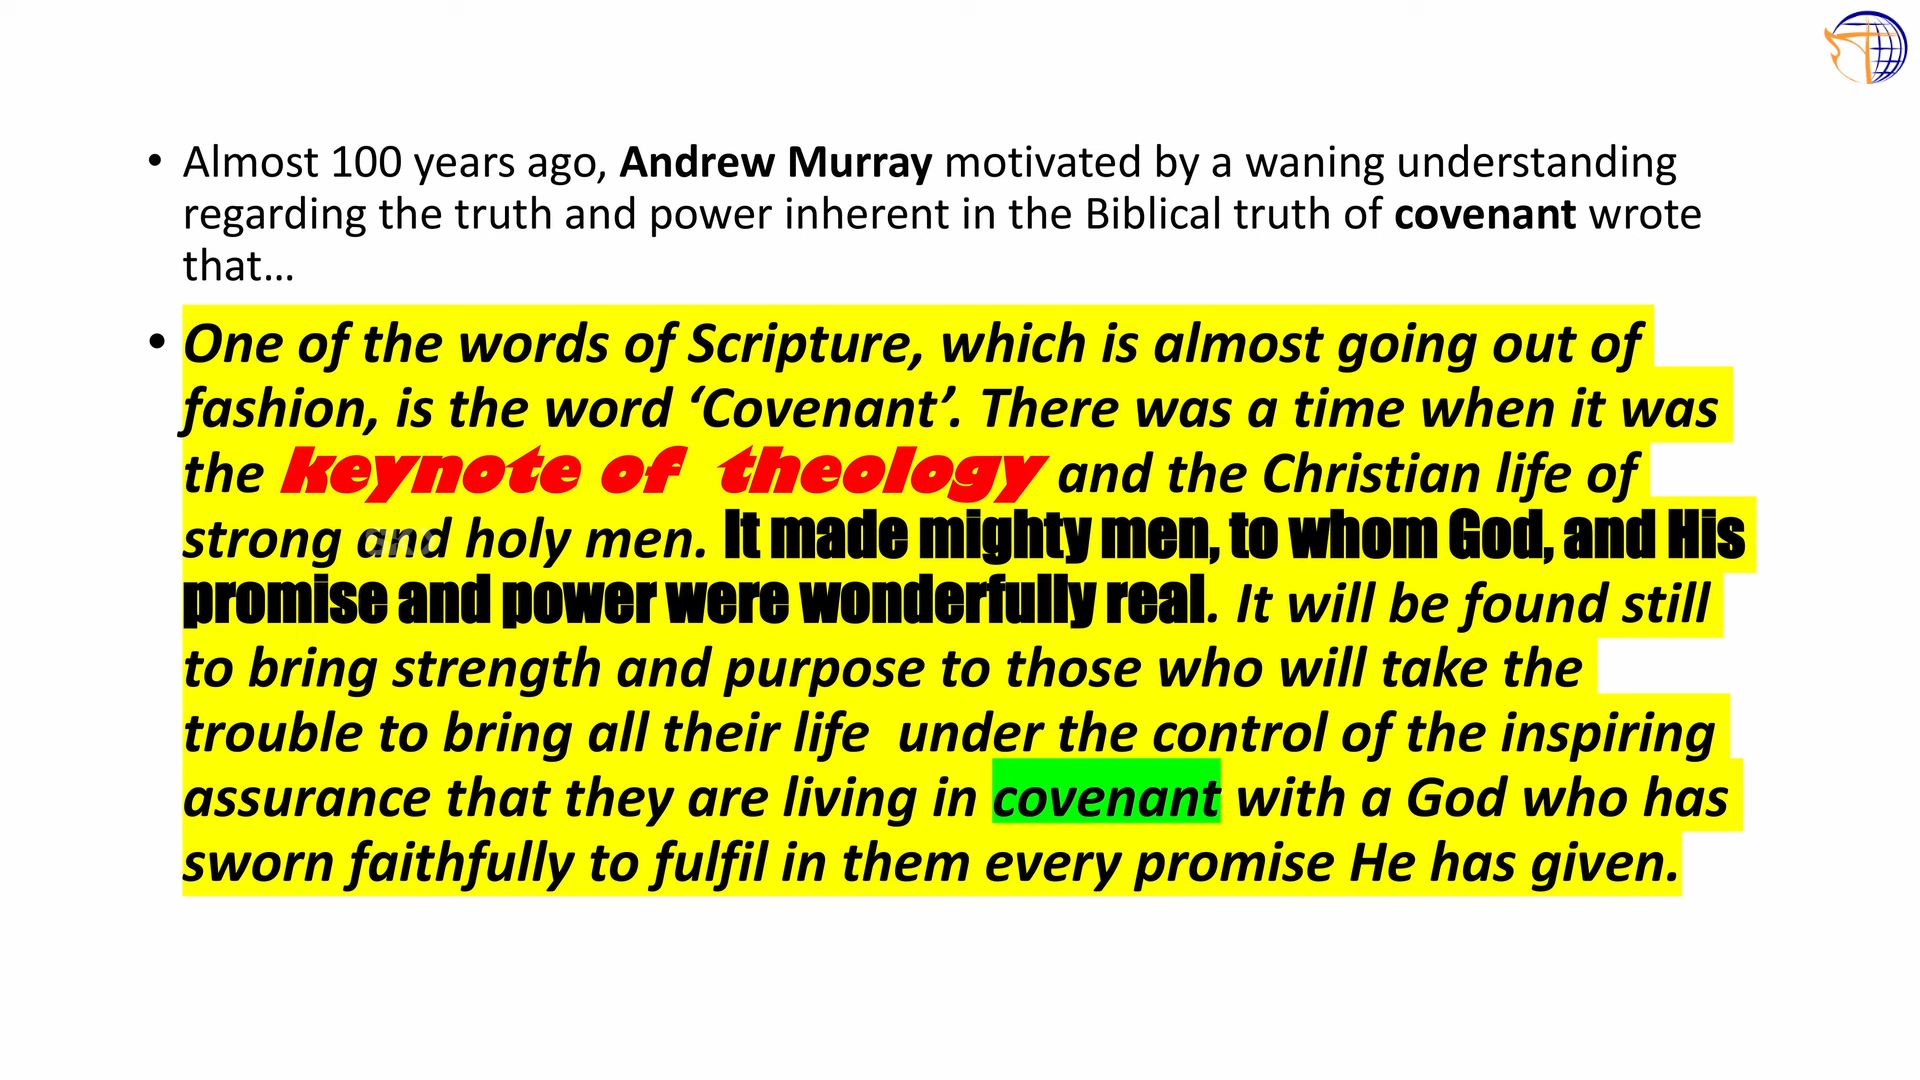 • Almost 100 years ago, Andrew Murray motivated by a waning understanding
regarding the truth and power inherent in the Biblical truth of covenant wrote
that…
• One of the words of Scripture, which is almost going out of
fashion, is the word ‘Covenant’. There was a time when it was
the keynote of theology and the Christian life of
strong and holy men. It made mighty men, to whom God, and His
promise and power were wonderfully real. It will be found still
to bring strength and purpose to those who will take the
trouble to bring all their life under the control of the inspiring
assurance that they are living in covenant with a God who has
sworn faithfully to fulfil in them every promise He has given.